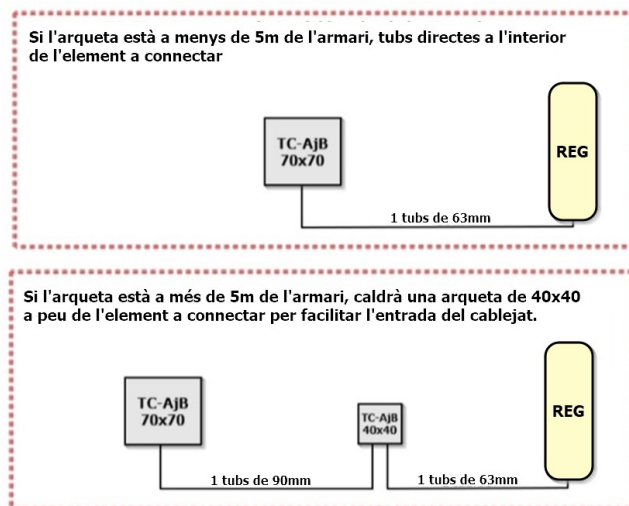 Si l'arqueta està a menys de 5m de l'armari, tubs directes a l'interior
de l'element a connectar
TC-AjB
70x70
REG
1 tubs de 63mm
Si l'arqueta està a més de 5m de l'armari, caldrà una arqueta de 40x40
a peu de l'element a connectar per facilitar l'entrada del cablejat.
TC-AjB
70x70
TC-AjB
40x40
REG
1 tubs de 90mm
1 tubs de 63mm